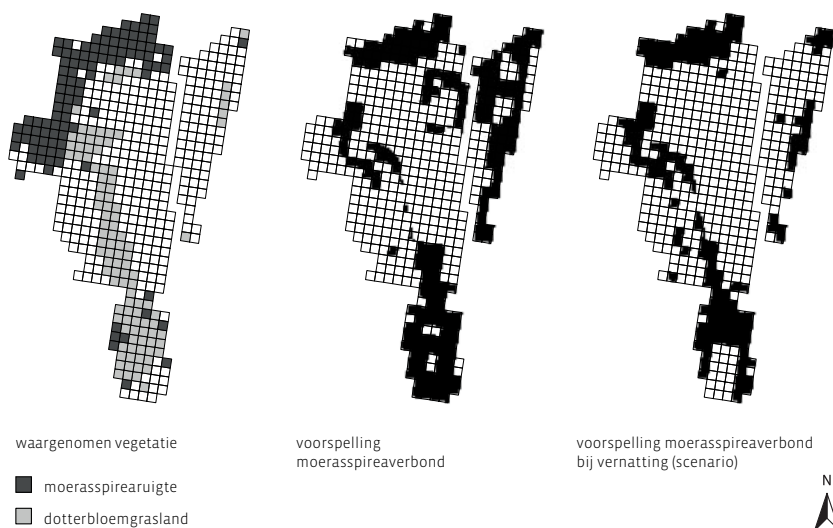 waargenomen vegetatie
moerasspirearuigte
dotterbloemgrasland
voorspelling
moerasspireaverbond
voorspelling moerasspireaverbond
bij vernatting (scenario)
N